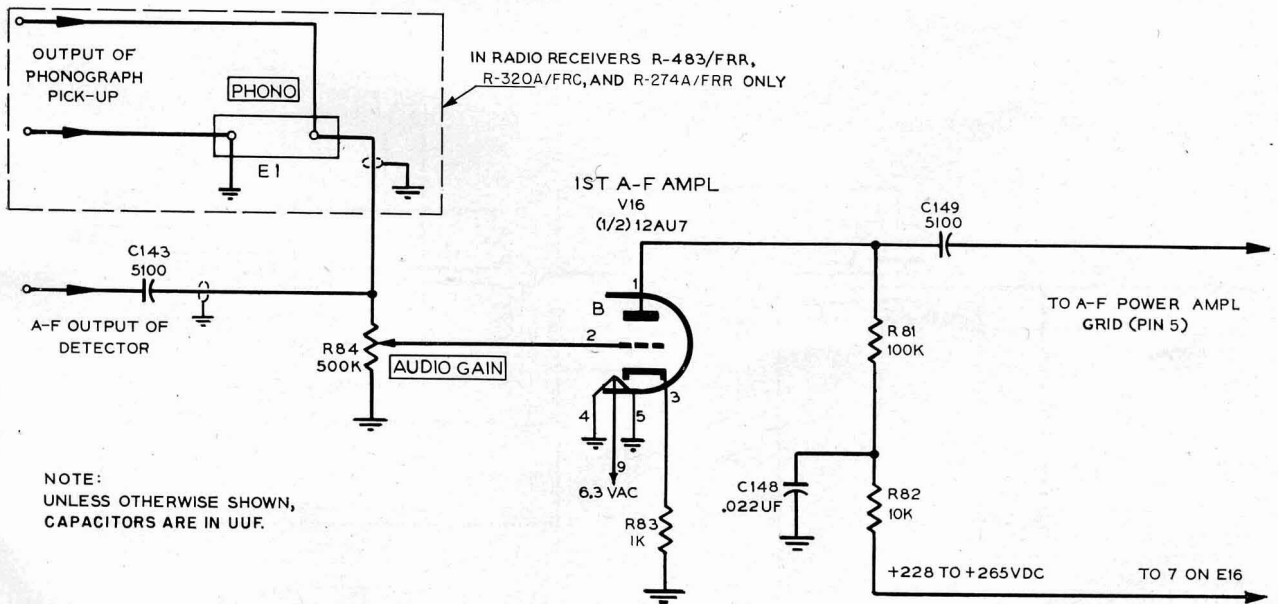 OUTPUT OF
PHONOGRAPH
PICK-UP
PHONO
E1
IN RADIO RECEIVERS R-483/FRR,
R-320A/FRC, AND R-274A/FRR ONLY
1ST A-F AMPL
V16
(1/2) 12AU7
C143
5100
A-F OUTPUT OF
DETECTOR
R84
500K
AUDIO GAIN
B
1
2
3
4
5
9
6.3 VAC
R83
1K
C149
5100
TO A-F POWER AMPL
GRID (PIN 5)
R81
100K
C148
.022UF
R82
10K
+228 TO +265VDC
TO 7 ON E16
NOTE:
UNLESS OTHERWISE SHOWN,
CAPACITORS ARE IN UUF.